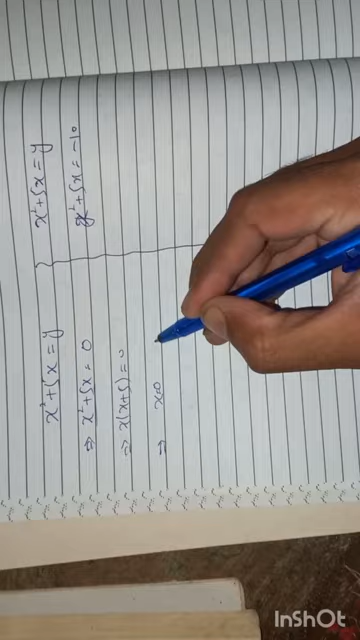 x² + 5x = y
⇒ x² + 5x = 0
⇒ x(x+5) = 0
⇒ x=0
x² + 5x = y
x² + 5x = -10
InShOt